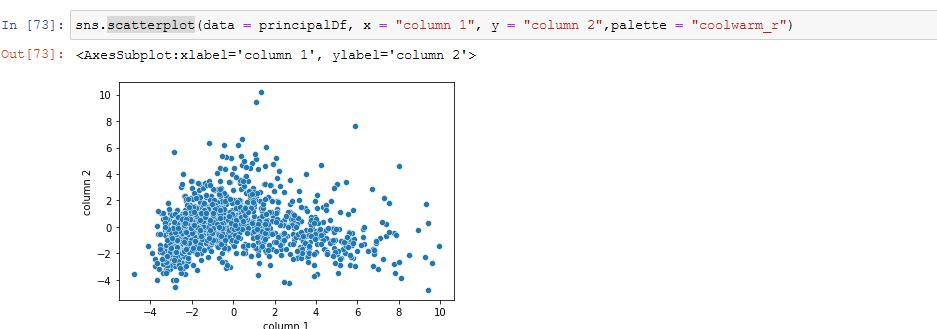 In [73]: sns.scatterplot(data = principalDf, x = "column 1", y = "column 2",palette = "coolwarm_r")
Out[73]: <AxesSubplot:xlabel='column 1', ylabel='column 2'>
10
8
6
4
2
0
−2
−4
column 2
−4 −2 0 2 4 6 8 10
column 1